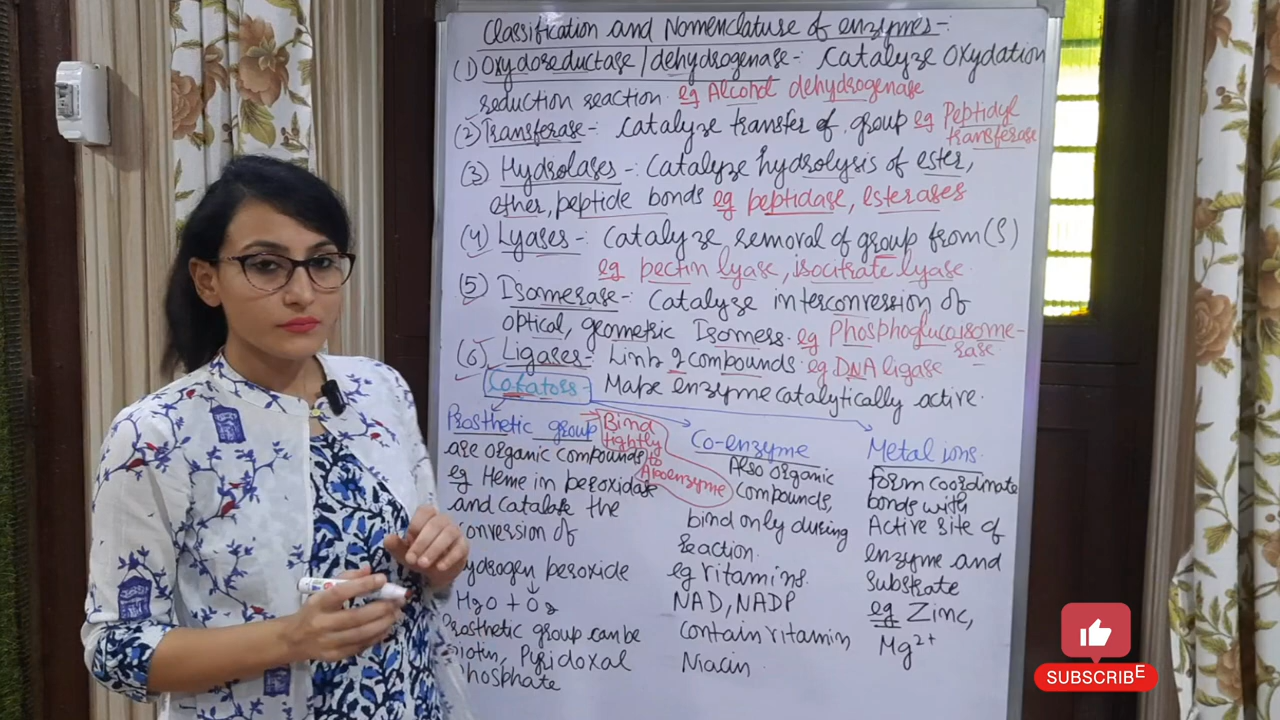 Classification and Nomenclature of enzymes-:
(1) Oxydoreductase/dehydrogenase-: Catalyze Oxydation
reduction reaction. eg Alcohol dehydrogenase
(2) Transferase-: Catalyze transfer of group eg Peptidyl
transferase
(3) Hydrolases-: Catalyze hydrolysis of ester,
ether, peptide bonds eg peptidase, esterases
(4) Lyases-: Catalyze removal of group from (S)
eg pectin lyase, isocitrate lyase
(5) Isomerase-: Catalyze interconversion of
optical, geometric Isomers. eg Phosphoglucoisome-
rase
(6) Ligases- Link 2 compounds. eg DNA ligase
Cofactors- Make enzyme catalytically active.
Prosthetic group
are organic compounds
eg Heme in peroxidase
and catalase the
conversion of
hydrogen peroxide
H2O + O2
Prosthetic group can be
Biotin, Pyridoxal
Phosphate
Bind
tightly
to
Apoenzyme
Co-enzyme
Also organic
compounds,
bind only during
reaction.
eg vitamins.
NAD, NADP
contain vitamin,
Niacin.
Metal ions
form coordinate
bonds with
Active site of
enzyme and
substrate
eg Zinc,
Mg2+
SUBSCRIBE